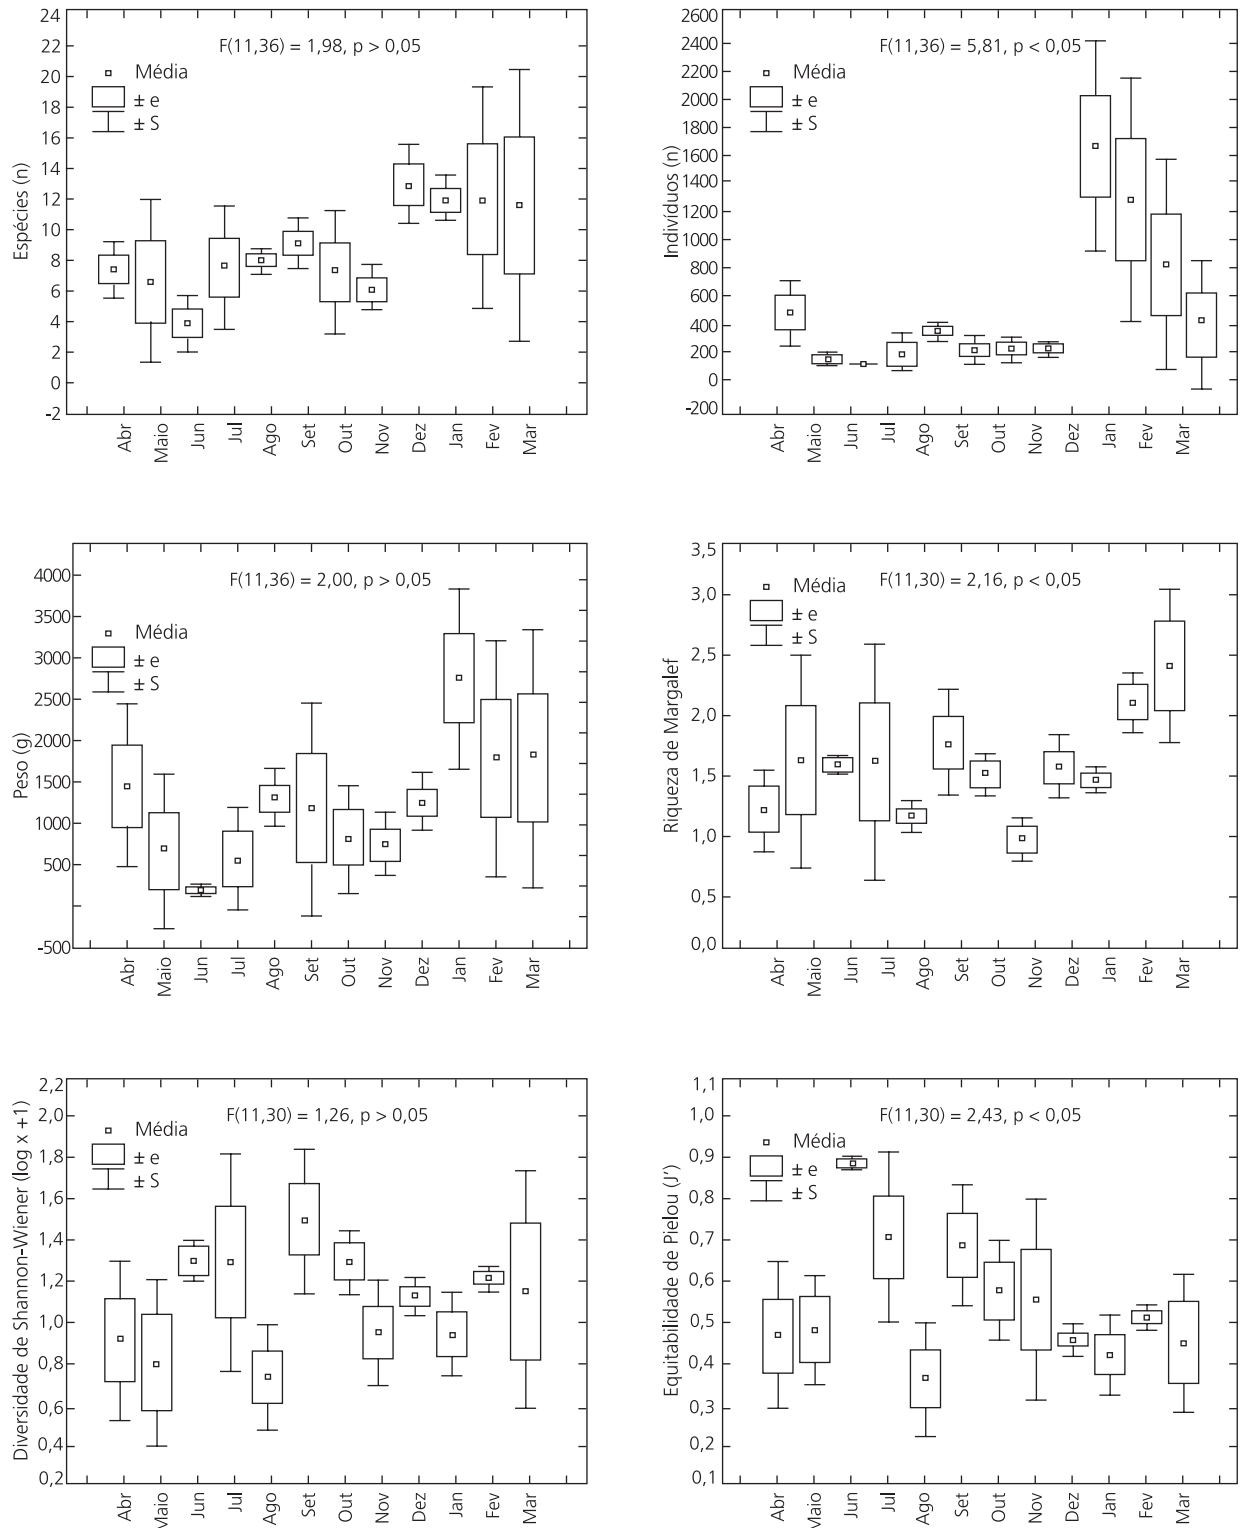 24
22
20
18
16
14
12
10
8
6
4
2
0
-2
Espécies (n)
F(11,36) = 1,98, p > 0,05
Média
± e
± S
Abr
Maio
Jun
Jul
Ago
Set
Out
Nov
Dez
Jan
Fev
Mar
2600
2400
2200
2000
1800
1600
1400
1200
1000
800
600
400
200
0
-200
Indivíduos (n)
F(11,36) = 5,81, p < 0,05
Média
± e
± S
Abr
Maio
Jun
Jul
Ago
Set
Out
Nov
Dez
Jan
Fev
Mar
4000
3500
3000
2500
2000
1500
1000
500
-500
Peso (g)
F(11,36) = 2,00, p > 0,05
Média
± e
± S
Abr
Maio
Jun
Jul
Ago
Set
Out
Nov
Dez
Jan
Fev
Mar
3,5
3,0
2,5
2,0
1,5
1,0
0,5
0,0
Riqueza de Margalef
F(11,30) = 2,16, p < 0,05
Média
± e
± S
Abr
Maio
Jun
Jul
Ago
Set
Out
Nov
Dez
Jan
Fev
Mar
2,2
2,0
1,8
1,6
1,4
1,2
1,0
0,8
0,6
0,4
0,2
Diversidade de Shannon-Wiener (log x +1)
F(11,30) = 1,26, p > 0,05
Média
± e
± S
Abr
Maio
Jun
Jul
Ago
Set
Out
Nov
Dez
Jan
Fev
Mar
1,1
1,0
0,9
0,8
0,7
0,6
0,5
0,4
0,3
0,2
0,1
Equitabilidade de Pielou (J’)
F(11,30) = 2,43, p < 0,05
Média
± e
± S
Abr
Maio
Jun
Jul
Ago
Set
Out
Nov
Dez
Jan
Fev
Mar